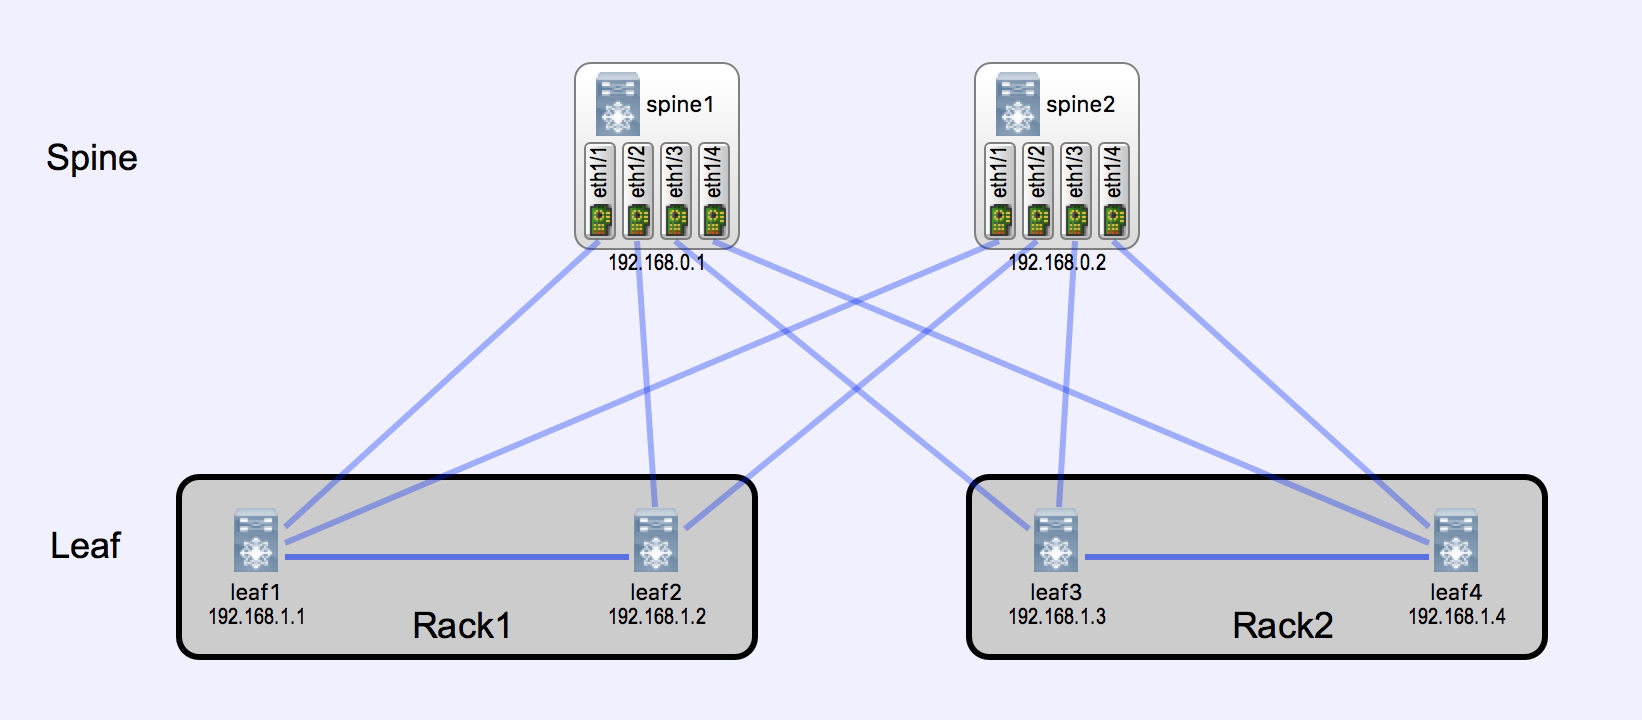 spine1
spine2
Spine
eth1/1
eth1/2
eth1/3
eth1/4
eth1/1
eth1/2
eth1/3
eth1/4
192.168.0.1
192.168.0.2
Leaf
leaf1
192.168.1.1
leaf2
192.168.1.2
Rack1
leaf3
192.168.1.3
leaf4
192.168.1.4
Rack2